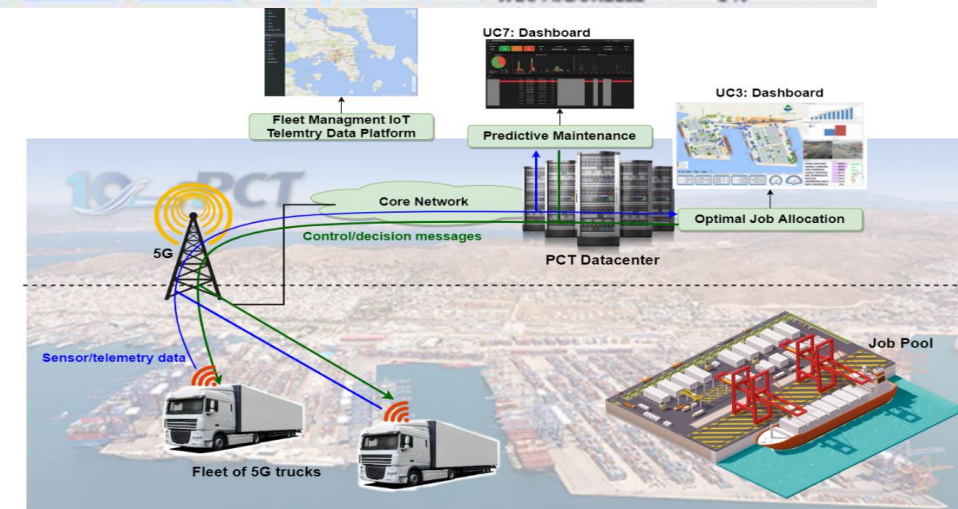 UC7: Dashboard
UC3: Dashboard
Fleet Managment IoT
Telemtry Data Platform
Predictive Maintenance
PCT
Core Network
Optimal Job Allocation
Control/decision messages
5G
PCT Datacenter
Sensor/telemetry data
Job Pool
Fleet of 5G trucks